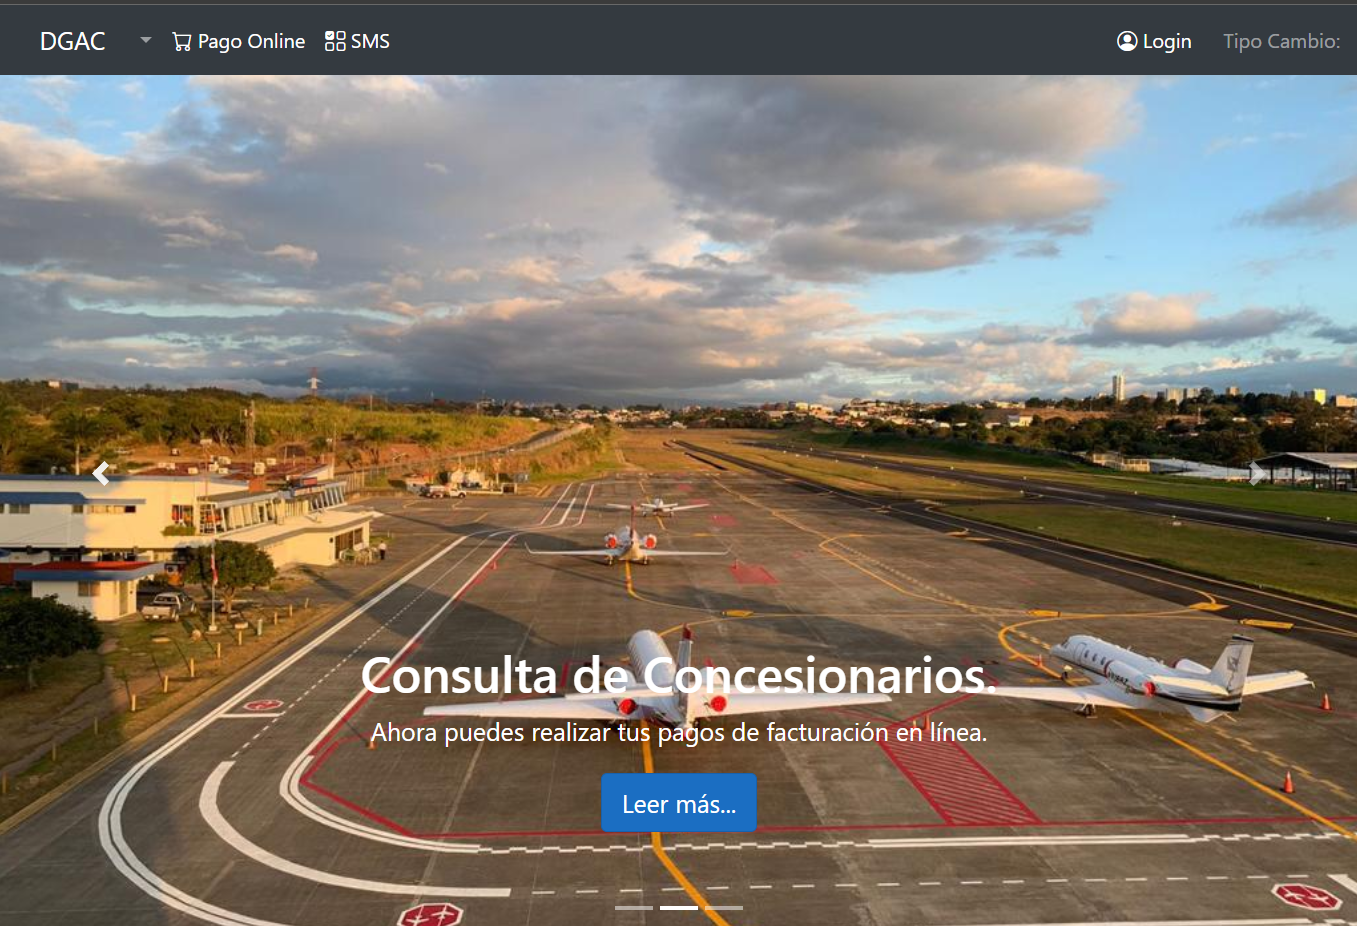 DGAC
Pago Online
SMS
Login
Tipo Cambio:
Consulta de Concesionarios.
Ahora puedes realizar tus pagos de facturación en línea.
Leer más...